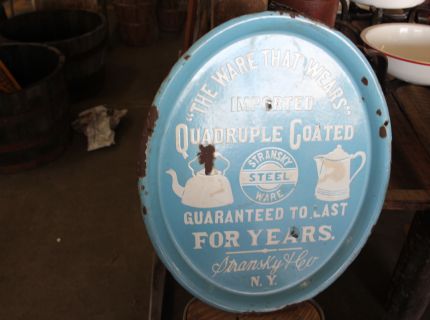 "THE WARE THAT WEARS"
IMPORTED
QUADRUPLE COATED
STRANSKY
STEEL
WARE
GUARANTEED TO LAST
FOR YEARS.
Stransky & Co
N.Y.